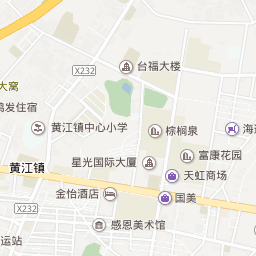 台福大楼
X232
大窝
鸟发住宿
黄江镇中心小学
棕榈泉
海
星光国际大厦
富康花园
黄江镇
天虹商场
金怡酒店
国美
X232
感恩美术馆
运站